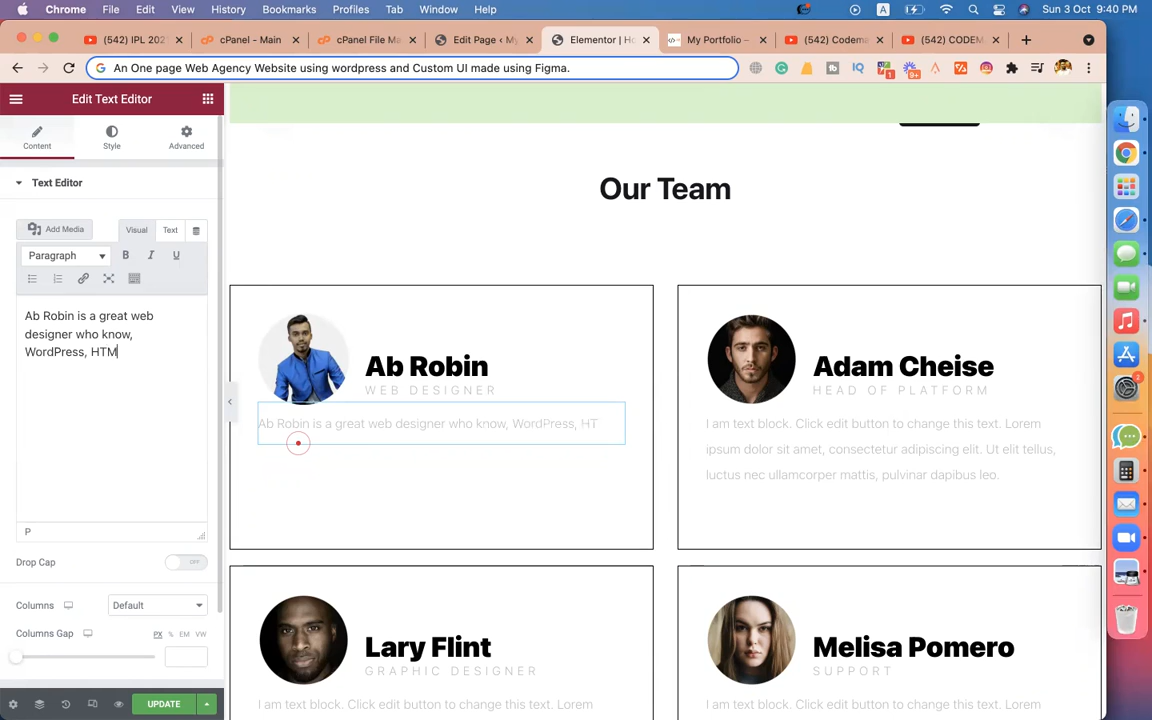 Chrome File Edit View History Bookmarks Profiles Tab Window Help A Sun 3 Oct 9:40 PM
(542) IPL 202 cPanel - Main cPanel File Ma Edit Page ‹ My Elementor | Ho My Portfolio – (542) Codema (542) CODEM
An One page Web Agency Website using wordpress and Custom UI made using Figma.
Edit Text Editor
Content Style Advanced
Text Editor
Add Media Visual Text
Paragraph B I U
Ab Robin is a great web
designer who know,
WordPress, HTM
P
Drop Cap OFF
Columns Default
Columns Gap PX % EM VW
UPDATE
Our Team
Ab Robin
WEB DESIGNER
Ab Robin is a great web designer who know, WordPress, HT
Adam Cheise
HEAD OF PLATFORM
I am text block. Click edit button to change this text. Lorem
ipsum dolor sit amet, consectetur adipiscing elit. Ut elit tellus,
luctus nec ullamcorper mattis, pulvinar dapibus leo.
Lary Flint
GRAPHIC DESIGNER
I am text block. Click edit button to change this text. Lorem
Melisa Pomero
SUPPORT
I am text block. Click edit button to change this text. Lorem